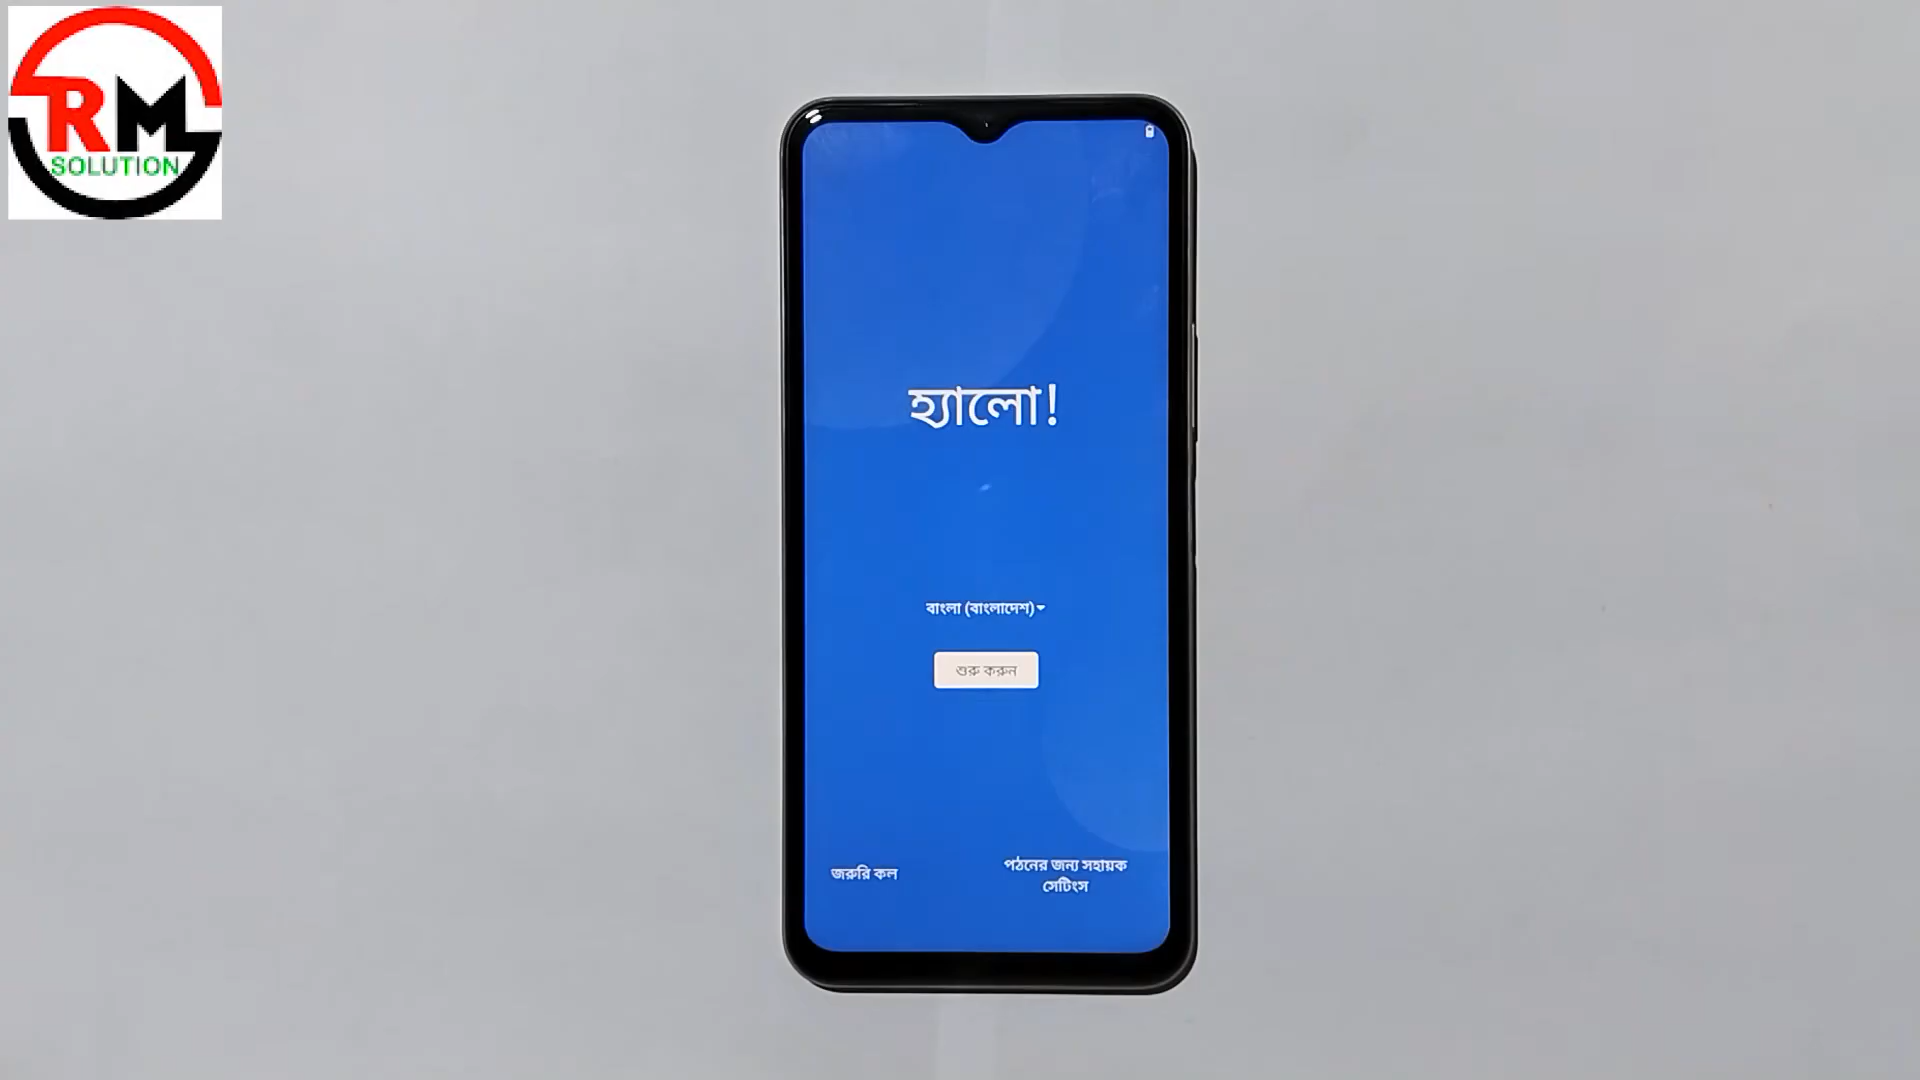 RM
SOLUTION
হ্যালো!
বাংলা (বাংলাদেশ)
শুরু করুন
জরুরি কল
পঠনের জন্য সহায়ক
সেটিংস